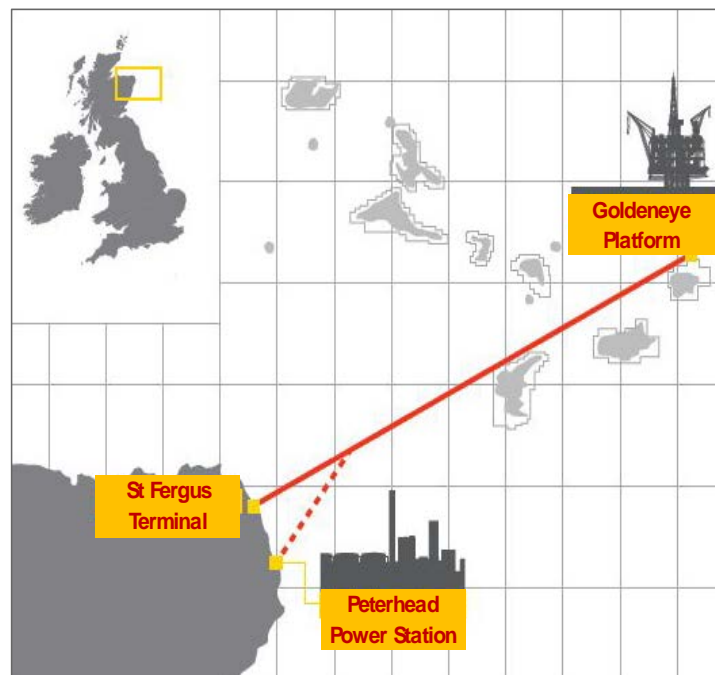 Goldeneye
Platform
St Fergus
Terminal
Peterhead
Power Station